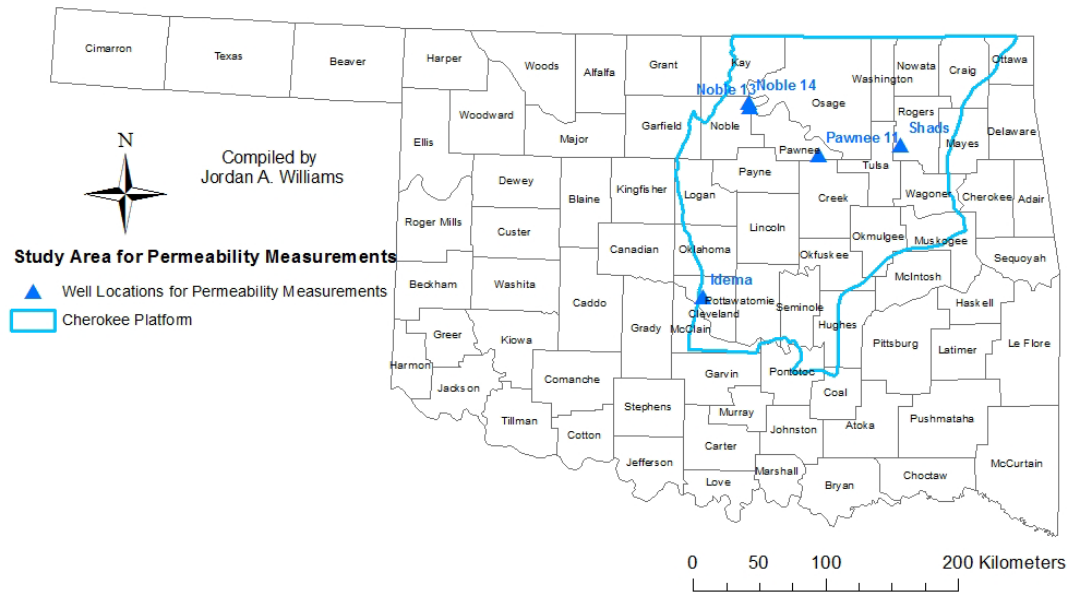 Cimarron
Texas
Beaver
Harper
Woods
Alfalfa
Grant
Kay
Nowata
Craig
Ottawa
Washington
Osage
Noble 13
Noble 14
Rogers
Shads
Woodward
Ellis
Major
Garfield
Noble
Pawnee
Pawnee 11
Tulsa
Mayes
Delaware
N
Compiled by
Jordan A. Williams
Dewey
Blaine
Kingfisher
Logan
Payne
Creek
Wagoner
Cherokee
Adair
Roger Mills
Custer
Canadian
Oklahoma
Lincoln
Okmulgee
Okfuskee
Muskogee
Sequoyah
McIntosh
Study Area for Permeability Measurements
Well Locations for Permeability Measurements
Cherokee Platform
Beckham
Washita
Caddo
Grady
Idema
Pottawatomie
Cleveland
McClain
Seminole
Hughes
Haskell
Pittsburg
Latimer
Le Flore
Greer
Kiowa
Harmon
Jackson
Comanche
Garvin
Pontotoc
Coal
Tillman
Cotton
Stephens
Murray
Johnston
Atoka
Pushmataha
Carter
Jefferson
Love
Marshall
Bryan
Choctaw
McCurtain
0 50 100 200 Kilometers